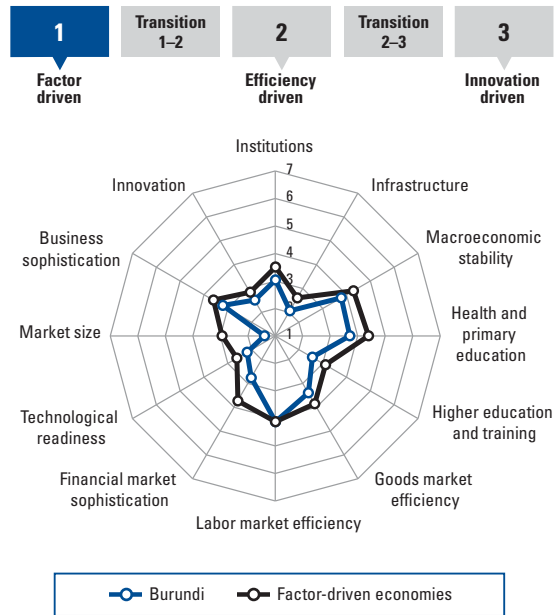 1
Transition
1–2
2
Transition
2–3
3
Factor
driven
Efficiency
driven
Innovation
driven
Institutions
7
6
5
4
3
1
Infrastructure
Macroeconomic
stability
Health and
primary
education
Higher education
and training
Goods market
efficiency
Labor market efficiency
Financial market
sophistication
Technological
readiness
Market size
Business
sophistication
Innovation
Burundi
Factor-driven economies